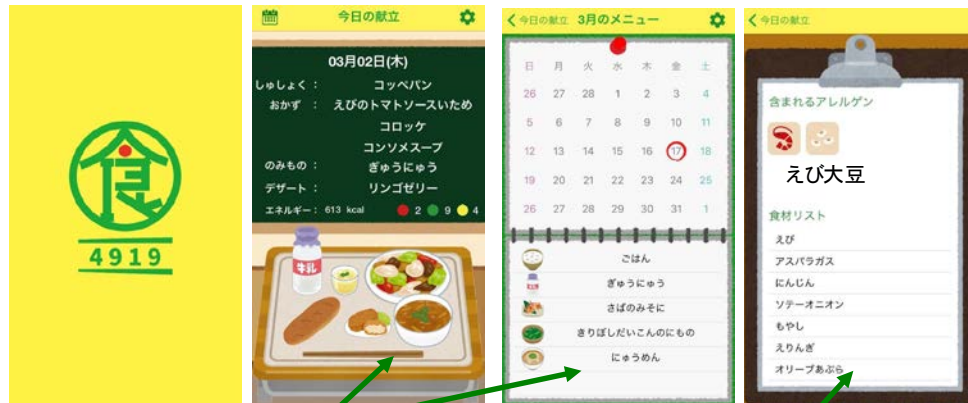 食
4919
今日の献立
03月02日(木)
しゅしょく: コッペパン
おかず : えびのトマトソースいため
コロッケ
コンソメスープ
のみもの: ぎゅうにゅう
デザート: リンゴゼリー
エネルギー: 613 kcal 2 9 4
牛乳
今日の献立 3月のメニュー
日 月 火 水 木 金 土
26 27 28 1 2 3 4
5 6 7 8 9 10 11
12 13 14 15 16 17 18
19 20 21 22 23 24 25
26 27 28 29 30 31 1
ごはん
ぎゅうにゅう
さばのみそに
きりぼしだいこんのにもの
にゅうめん
今日の献立
含まれるアレルゲン
えび大豆
食材リスト
えび
アスパラガス
にんじん
ソテーオニオン
もやし
えりんぎ
オリーブあぶら